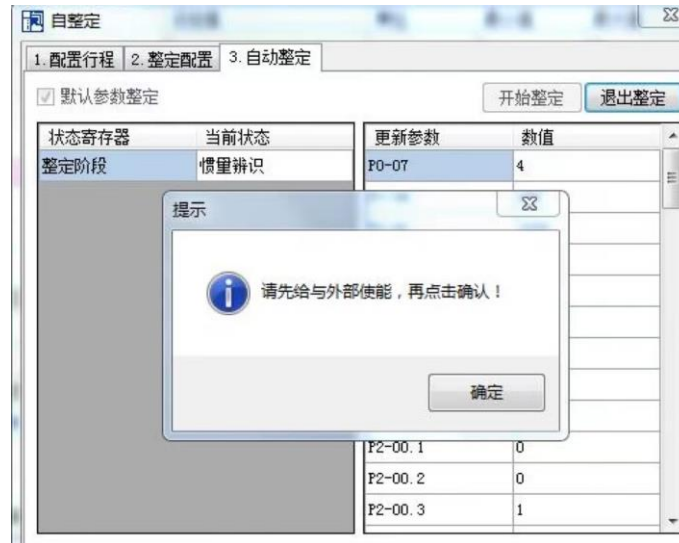 自整定
1.配置行程 2.整定配置 3.自动整定
默认参数整定 开始整定 退出整定
状态寄存器 当前状态 更新参数 数值
整定阶段 惯量辨识 P0-07 4
提示
请先给与外部使能，再点击确认！
确定
P2-00.1 0
P2-00.2 0
P2-00.3 1